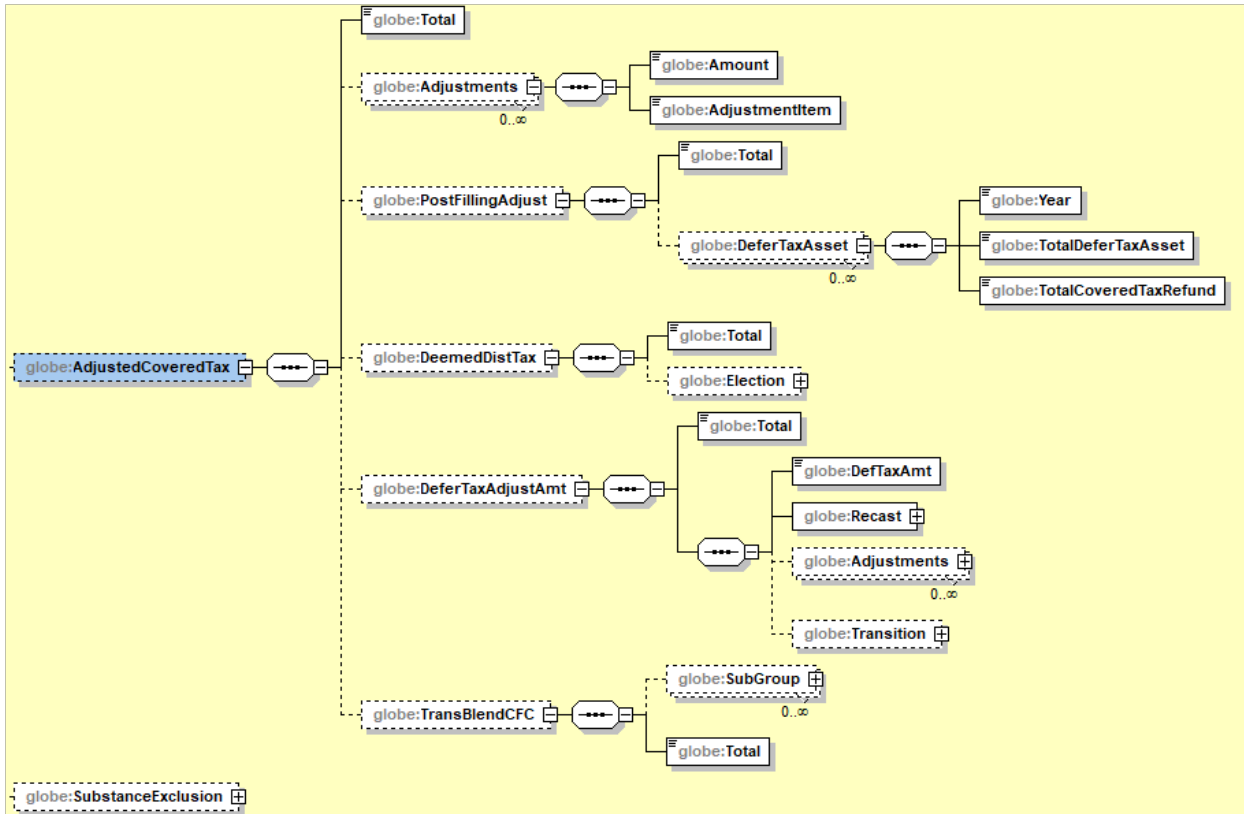 globe:Total
globe:Adjustments
0..∞
globe:Amount
globe:AdjustmentItem
globe:PostFillingAdjust
globe:Total
globe:DeferTaxAsset
0..∞
globe:Year
globe:TotalDeferTaxAsset
globe:TotalCoveredTaxRefund
globe:AdjustedCoveredTax
globe:DeemedDistTax
globe:Total
globe:Election
globe:DeferTaxAdjustAmt
globe:Total
globe:DefTaxAmt
globe:Recast
globe:Adjustments
0..∞
globe:Transition
globe:TransBlendCFC
globe:SubGroup
0..∞
globe:Total
globe:SubstanceExclusion